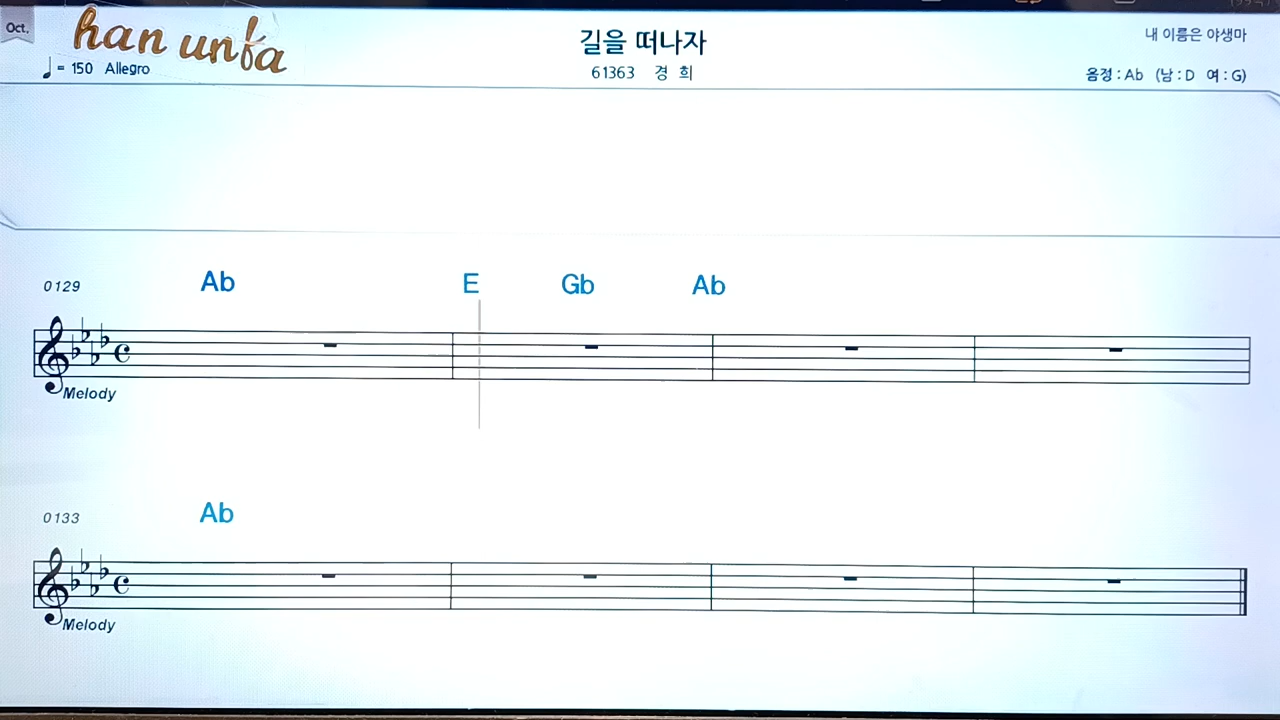 Oct.
han un!a
길을 떠나자
내 이름은 야생마
♩= 150 Allegro
61363 경 희
음정 : Ab (남 : D 여 : G)
0129 Ab E Gb Ab
Melody
0133 Ab
Melody